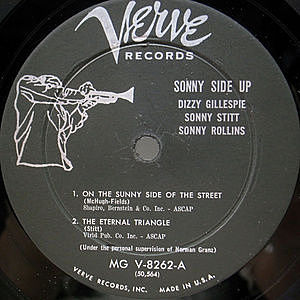 Verve
RECORDS
SONNY SIDE UP
DIZZY GILLESPIE
SONNY STITT
SONNY ROLLINS
1. ON THE SUNNY SIDE OF THE STREET
(McHugh-Fields)
Shapiro, Bernstein & Co. Inc. - ASCAP
2. THE ETERNAL TRIANGLE
(Stitt)
Virid Pub. Co. Inc. - ASCAP
(Under the personal supervision of Norman Granz)
MG V-8262-A
(50,564)
VERVE RECORDS, INC. MADE IN U.S.A.